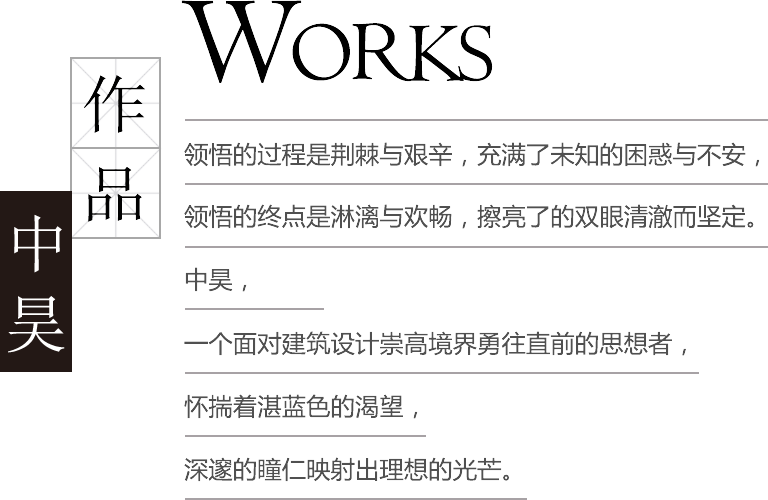 WORKS
作品
中昊
领悟的过程是荆棘与艰辛，充满了未知的困惑与不安，
领悟的终点是淋漓与欢畅，擦亮了的双眼清澈而坚定。
中昊，
一个面对建筑设计崇高境界勇往直前的思想者，
怀揣着湛蓝色的渴望，
深邃的瞳仁映射出理想的光芒。